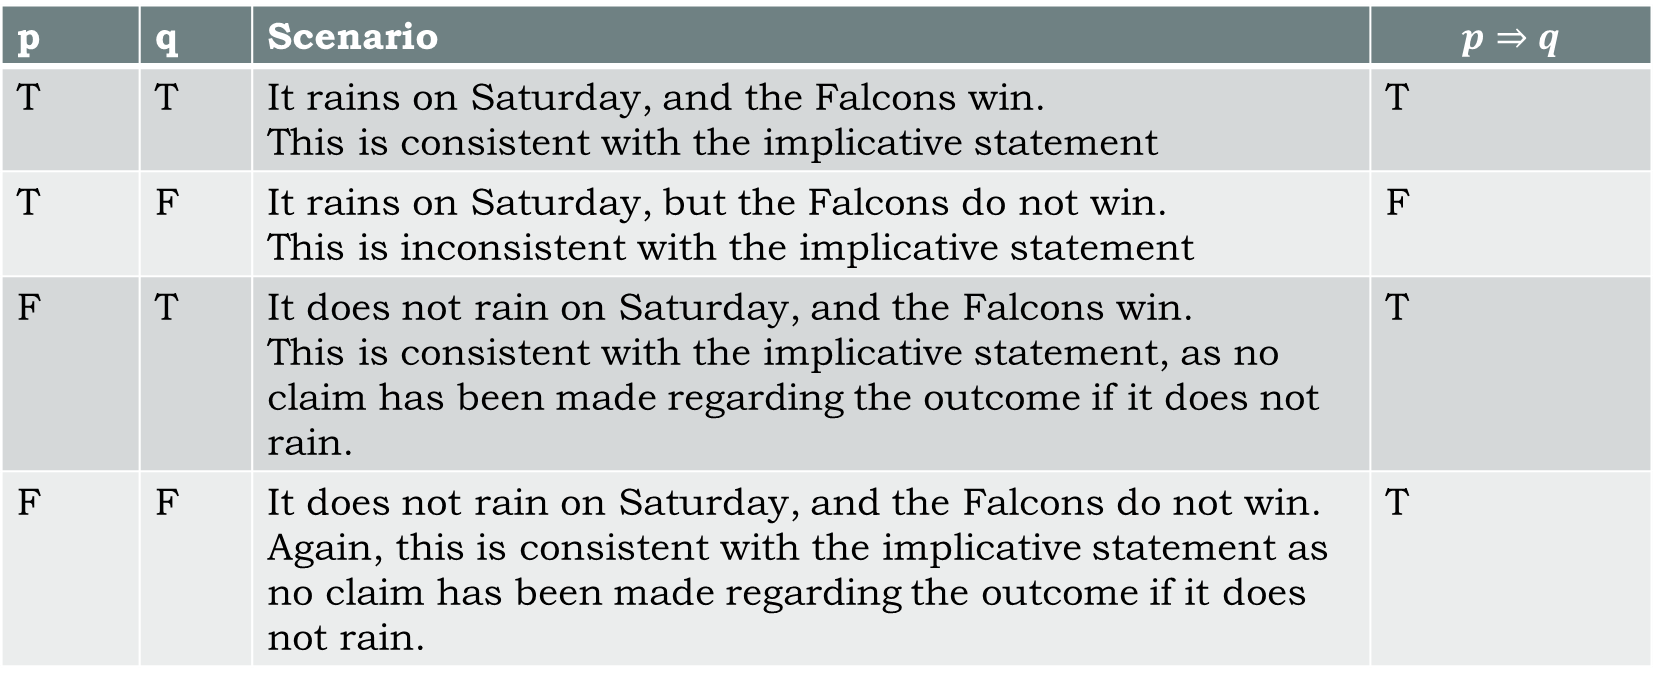 p q Scenario p ⇒ q
T T It rains on Saturday, and the Falcons win. T
This is consistent with the implicative statement
T F It rains on Saturday, but the Falcons do not win. F
This is inconsistent with the implicative statement
F T It does not rain on Saturday, and the Falcons win. T
This is consistent with the implicative statement, as no
claim has been made regarding the outcome if it does not
rain.
F F It does not rain on Saturday, and the Falcons do not win. T
Again, this is consistent with the implicative statement as
no claim has been made regarding the outcome if it does
not rain.